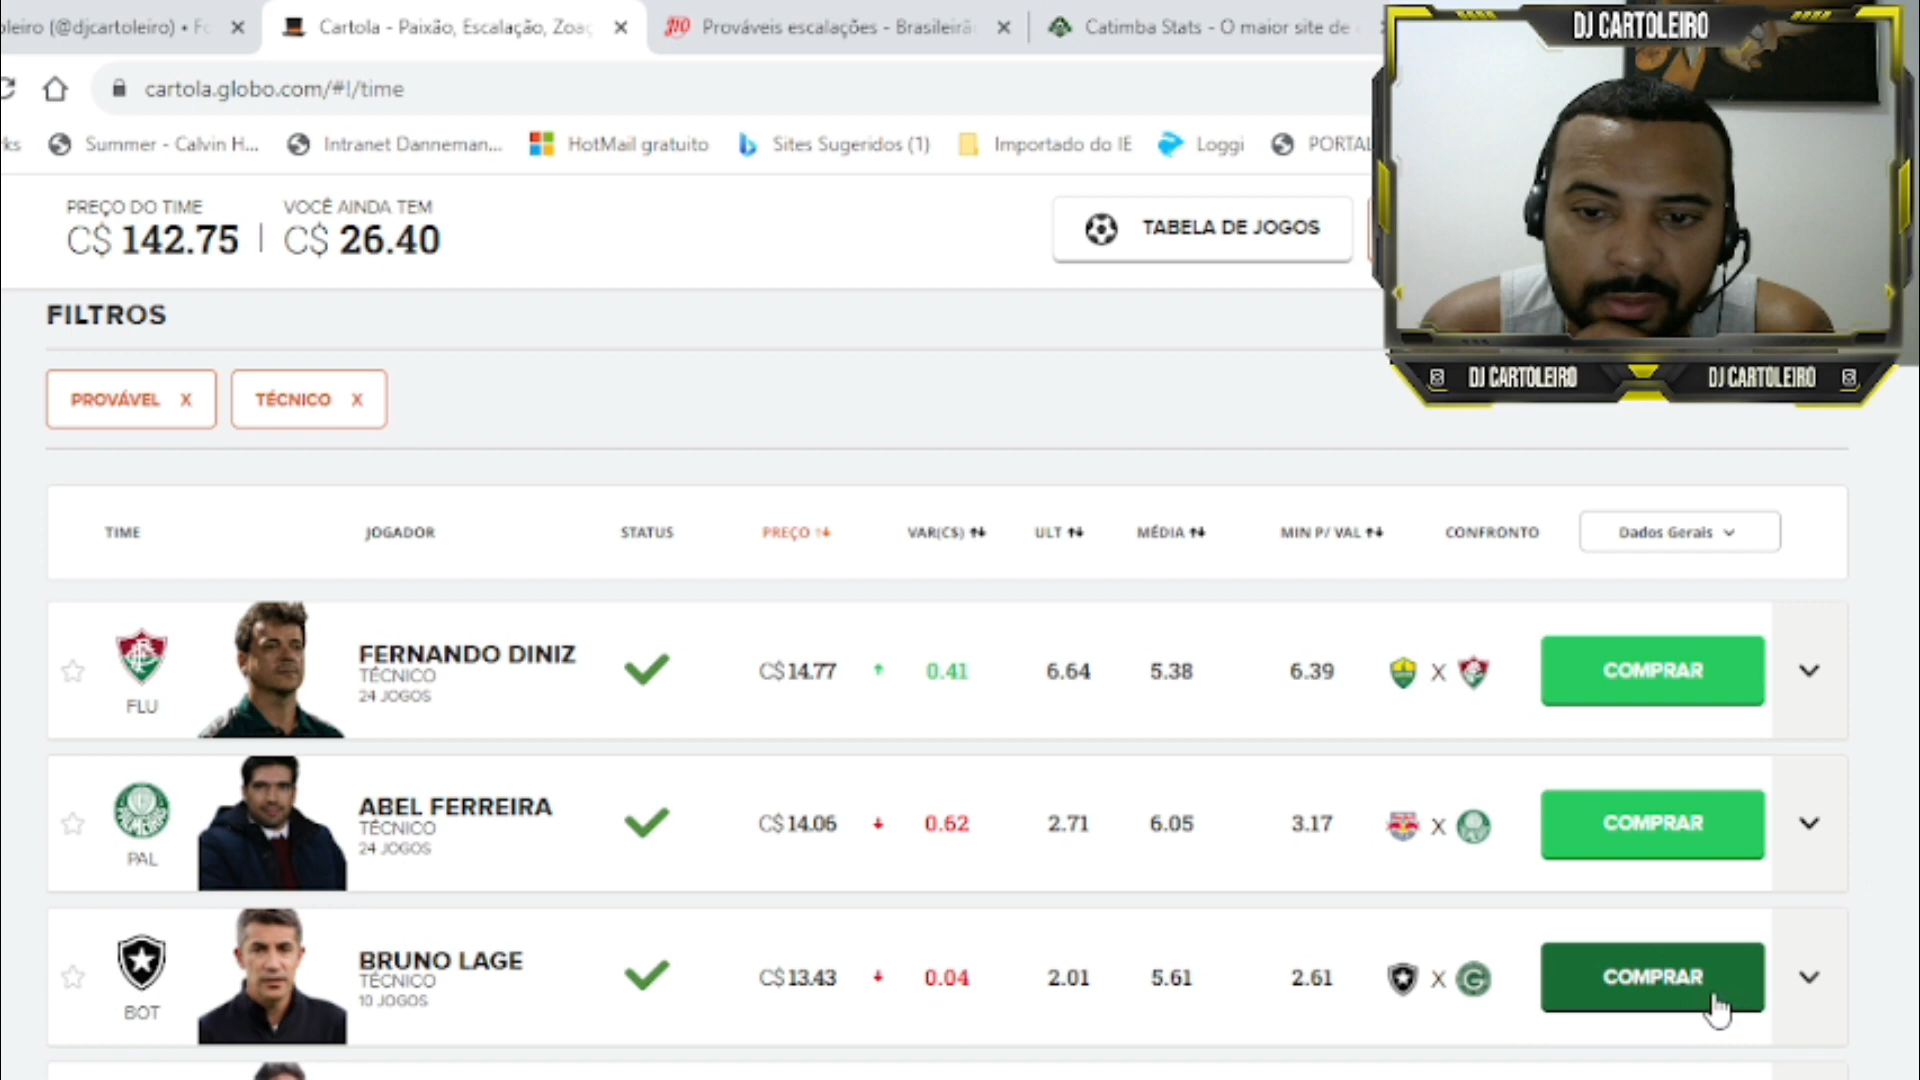 oleiro (@djcartoleiro) • Fo
Cartola - Paixão, Escalação, Zoaç
Prováveis escalações - Brasileirã
Catimba Stats - O maior site de
cartola.globo.com/#!/time
ks
Summer - Calvin H...
Intranet Danneman...
HotMail gratuito
Sites Sugeridos (1)
Importado do IE
Loggi
PORTAL
DJ CARTOLEIRO
DJ CARTOLEIRO
DJ CARTOLEIRO
PREÇO DO TIME
C$ 142.75
VOCÊ AINDA TEM
C$ 26.40
TABELA DE JOGOS
FILTROS
PROVÁVEL X
TÉCNICO X
TIME JOGADOR STATUS PREÇO VAR(C$) ULT MÉDIA MIN P/ VAL CONFRONTO Dados Gerais
FLU
FERNANDO DINIZ
TÉCNICO
24 JOGOS
C$ 14.77 0.41 6.64 5.38 6.39 X COMPRAR
PAL
ABEL FERREIRA
TÉCNICO
24 JOGOS
C$ 14.06 0.62 2.71 6.05 3.17 X COMPRAR
BOT
BRUNO LAGE
TÉCNICO
10 JOGOS
C$ 13.43 0.04 2.01 5.61 2.61 X COMPRAR